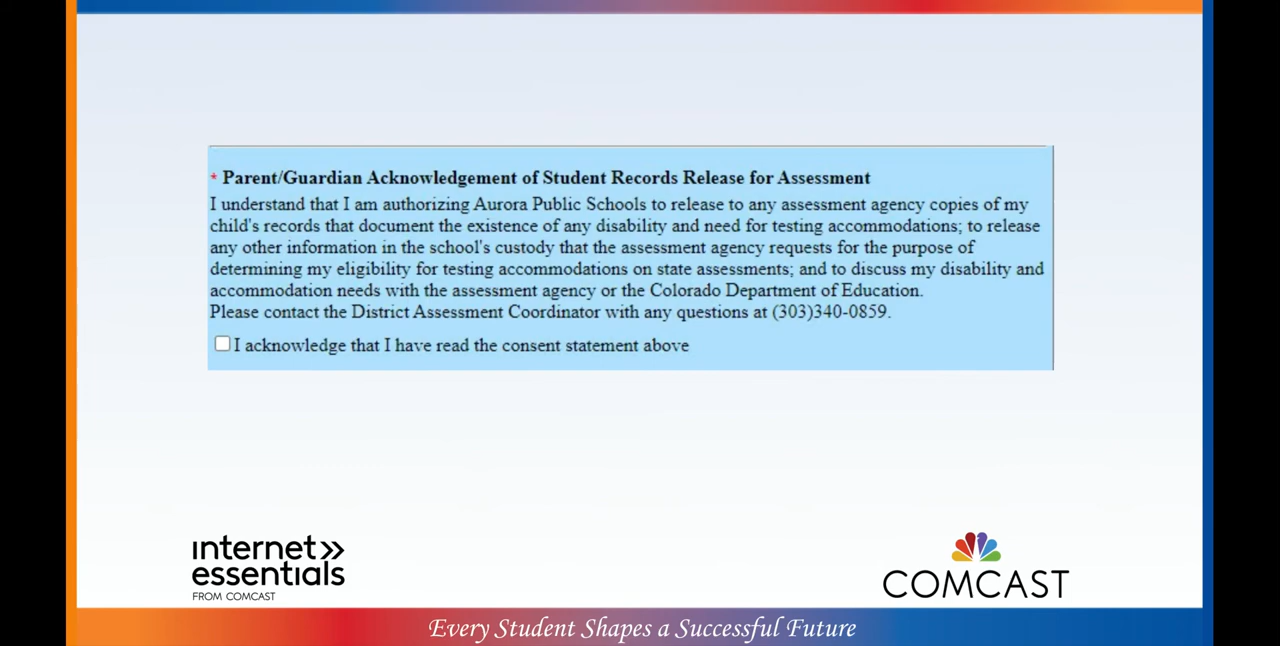 * Parent/Guardian Acknowledgement of Student Records Release for Assessment
I understand that I am authorizing Aurora Public Schools to release to any assessment agency copies of my
child's records that document the existence of any disability and need for testing accommodations; to release
any other information in the school's custody that the assessment agency requests for the purpose of
determining my eligibility for testing accommodations on state assessments; and to discuss my disability and
accommodation needs with the assessment agency or the Colorado Department of Education.
Please contact the District Assessment Coordinator with any questions at (303)340-0859.
I acknowledge that I have read the consent statement above
internet
essentials
FROM COMCAST
COMCAST
Every Student Shapes a Successful Future